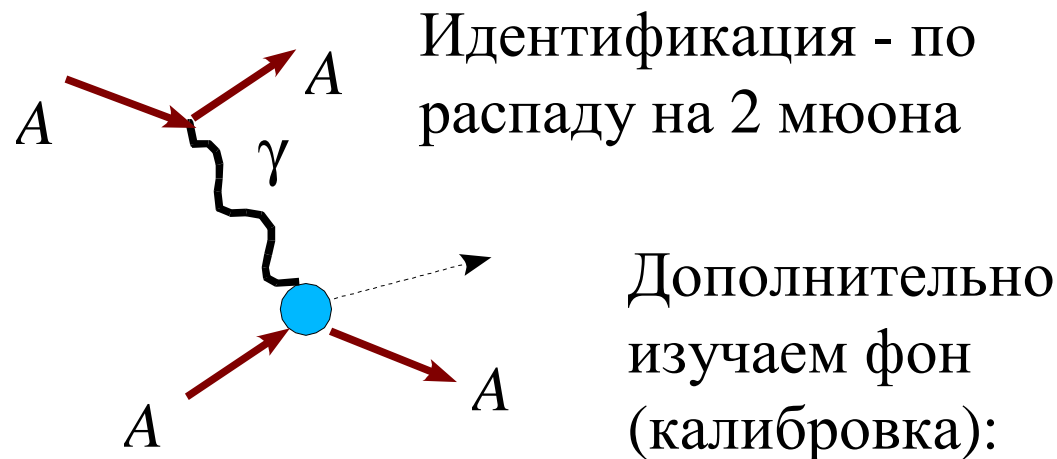 Идентификация - по
распаду на 2 мюона
A
A
γ
Дополнительно
изучаем фон
(калибровка):
A
A